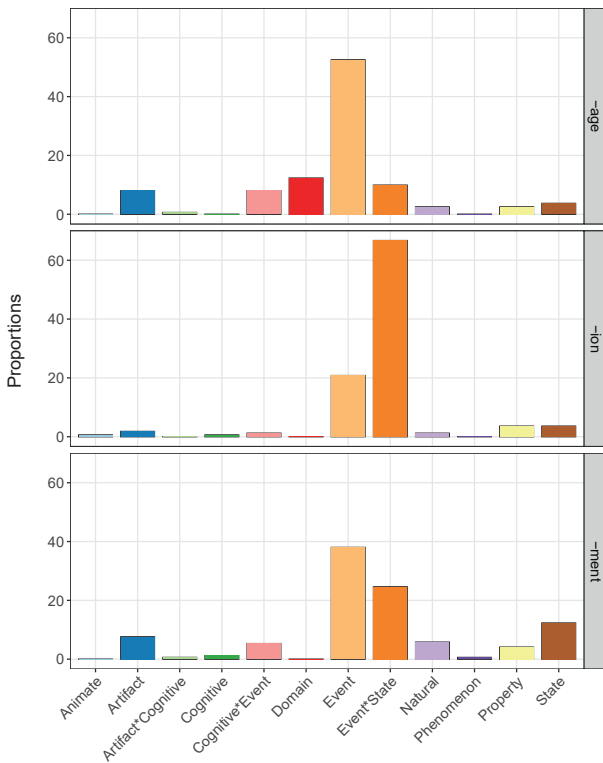 Proportions
60
40
20
0
-age
60
40
20
0
-ion
60
40
20
0
-ment
Animate
Artifact
Artifact*Cognitive
Cognitive
Cognitive*Event
Domain
Event
Event*State
Natural
Phenomenon
Property
State